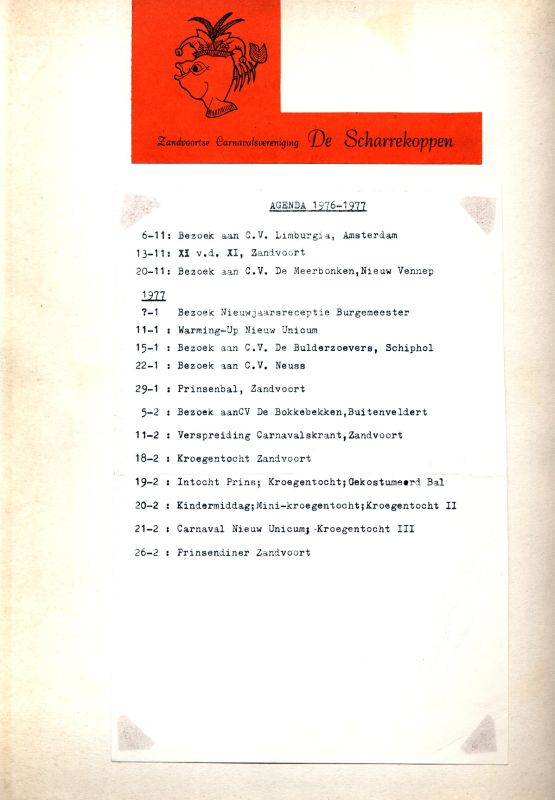 Zandvoortse Carnavalsvereniging De Scharrekoppen
AGENDA 1976-1977
6-11: Bezoek aan C.V. Limburgia, Amsterdam
13-11: XI v.d. XI, Zandvoort
20-11: Bezoek aan C.V. De Meerbonken,Nieuw Vennep
1977
?-1 Bezoek Nieuwjaarsreceptie Burgemeester
11-1 : Warming-Up Nieuw Unicum
15-1 : Bezoek aan C.V. De Bulderzoevers, Schiphol
22-1 : Bezoek aan C.V. Neuss
29-1 : Prinsenbal, Zandvoort
5-2 : Bezoek aanCV De Bokkebekken,Buitenveldert
11-2 : Verspreiding Carnavalskrant,Zandvoort
18-2 : Kroegentocht Zandvoort
19-2 : Intocht Prins; Kroegentocht;Gekostumeerd Bal
20-2 : Kindermiddag;Mini-kroegentocht;Kroegentocht II
21-2 : Carnaval Nieuw Unicum; Kroegentocht III
26-2 : Prinsendiner Zandvoort